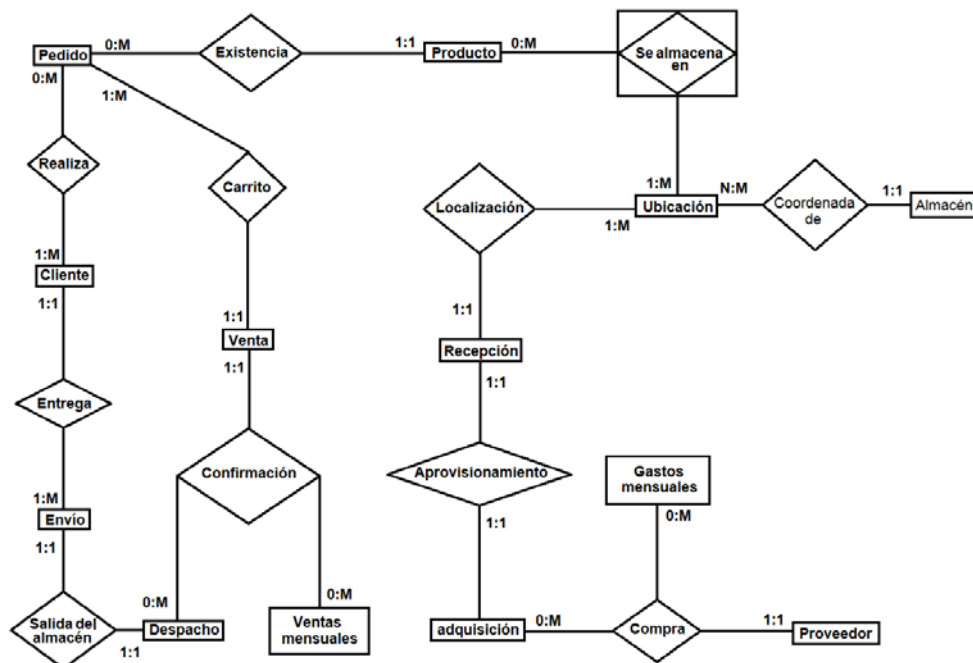 0:M
Existencia
1:1
Producto
0:M
Se almacena
en
Pedido
0:M
1:M
Realiza
Carrito
Localización
1:M
1:M
Ubicación
N:M
Coordenada
de
1:1
Almacén
1:M
Cliente
1:1
1:1
Venta
1:1
1:1
Recepción
1:1
Entrega
Confirmación
Aprovisionamiento
Gastos
mensuales
0:M
1:M
Envío
1:1
1:1
Salida del
almacén
1:1
0:M
Despacho
0:M
Ventas
mensuales
adquisición
0:M
Compra
1:1
Proveedor